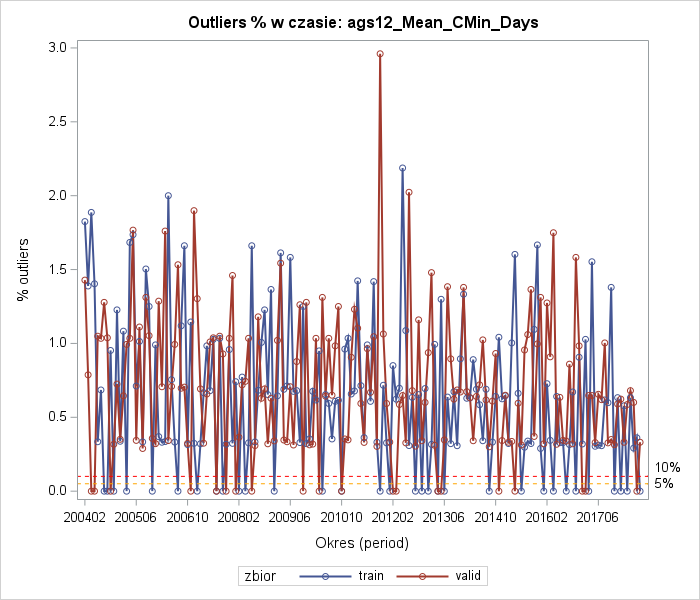 Outliers % w czasie: ags12_Mean_CMin_Days
% outliers
3.0
2.5
2.0
1.5
1.0
0.5
0.0
10%
5%
200402 200506 200610 200802 200906 201010 201202 201306 201410 201602 201706
Okres (period)
zbior train valid